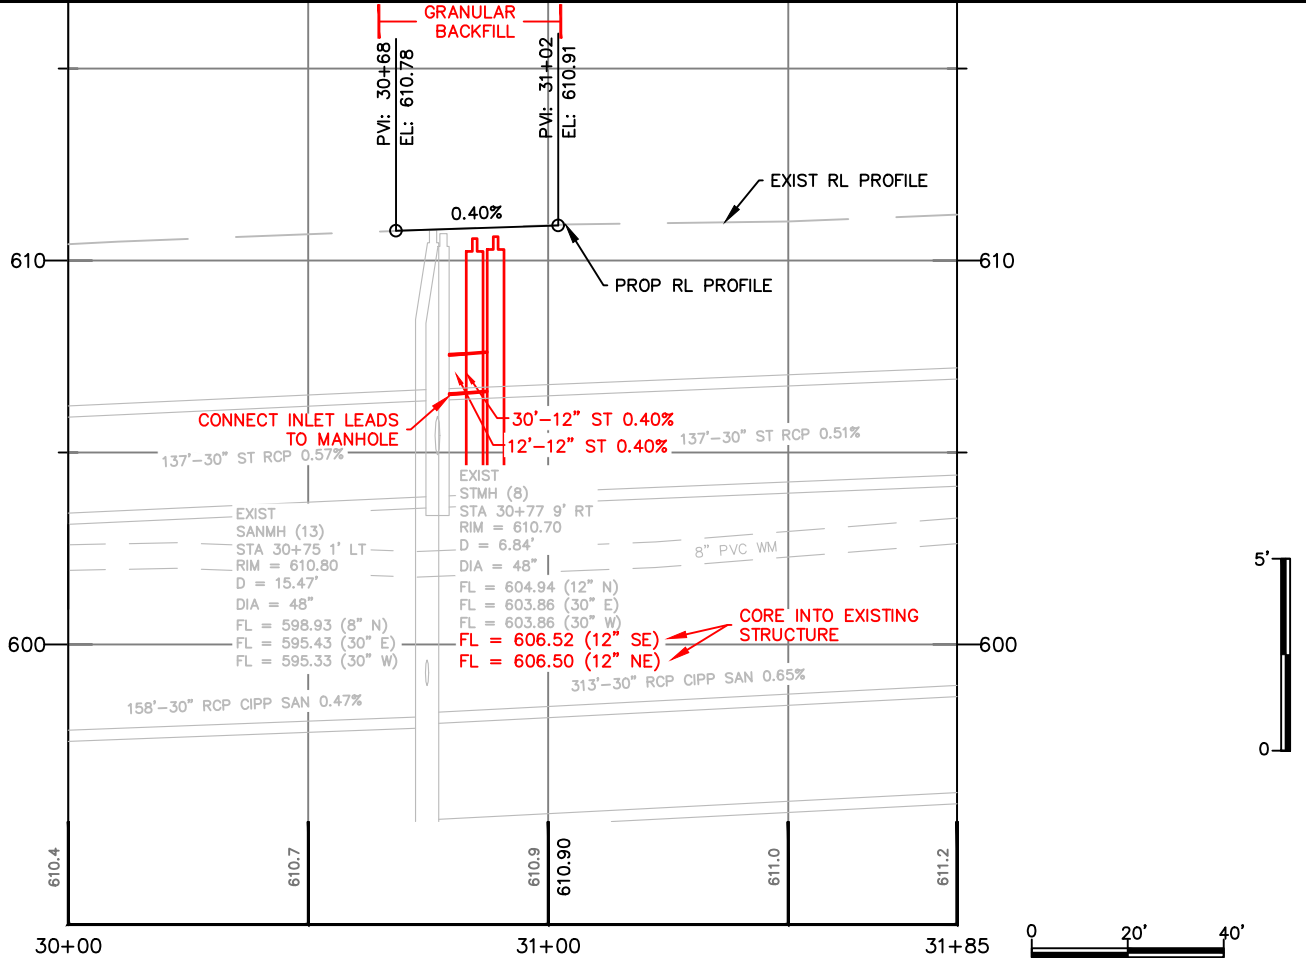 GRANULAR
BACKFILL
PVI: 30+68
EL: 610.78
PVI: 31+02
EL: 610.91
EXIST RL PROFILE
0.40%
610
610
PROP RL PROFILE
CONNECT INLET LEADS
TO MANHOLE
30'-12" ST 0.40%
12'-12" ST 0.40%
137'-30" ST RCP 0.57%
137'-30" ST RCP 0.51%
EXIST
SANMH (13)
STA 30+75 1' LT
RIM = 610.80
D = 15.47'
DIA = 48"
FL = 598.93 (8" N)
FL = 595.43 (30" E)
FL = 595.33 (30" W)
EXIST
STMH (8)
STA 30+77 9' RT
RIM = 610.70
D = 6.84'
DIA = 48"
FL = 604.94 (12" N)
FL = 603.86 (30" E)
FL = 603.86 (30" W)
FL = 606.52 (12" SE)
FL = 606.50 (12" NE)
8" PVC WM
CORE INTO EXISTING
STRUCTURE
600
600
158'-30" RCP CIPP SAN 0.47%
313'-30" RCP CIPP SAN 0.65%
5'
0
610.4
610.7
610.9
610.90
611.0
611.2
30+00
31+00
31+85
0
20'
40'